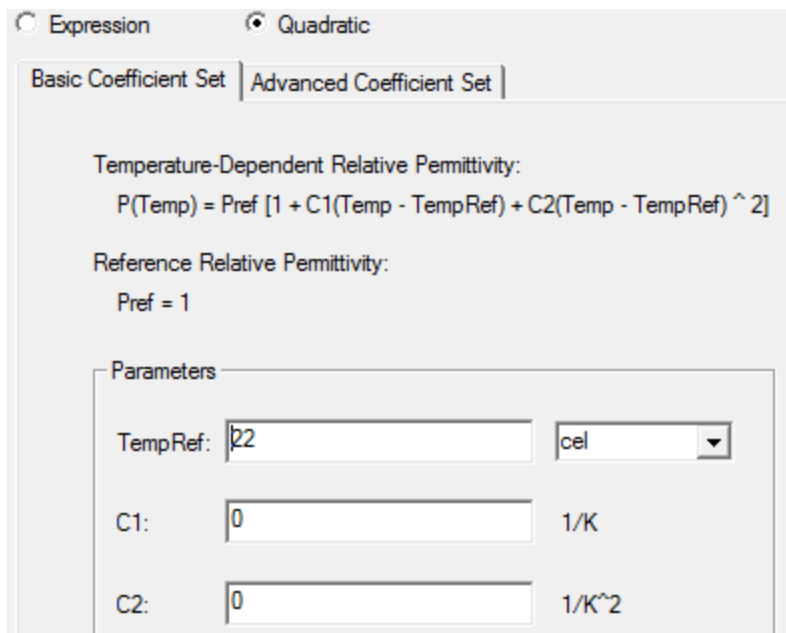 Expression Quadratic
Basic Coefficient Set Advanced Coefficient Set
Temperature-Dependent Relative Permittivity:
P(Temp) = Pref [1 + C1(Temp - TempRef) + C2(Temp - TempRef) ^ 2]
Reference Relative Permittivity:
Pref = 1
Parameters
TempRef: 22 cel
C1: 0 1/K
C2: 0 1/K^2